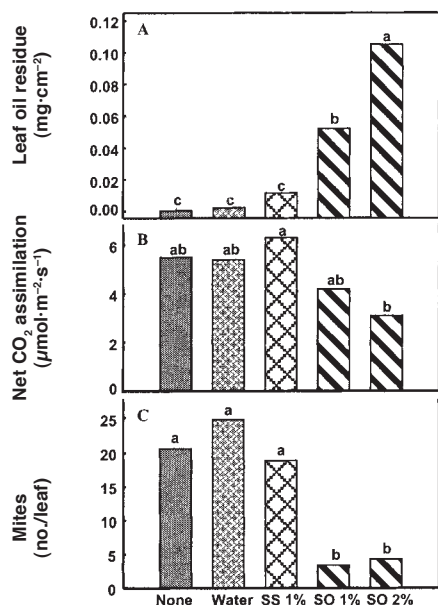 A
Leaf oil residue
(mg·cm⁻²)
0.12
0.10
0.08
0.06
0.04
0.02
0.00
c
c
c
b
a
B
Net CO₂ assimilation
(µmol·m⁻²·s⁻¹)
6
4
2
0
ab
ab
a
ab
b
C
Mites
(no./leaf)
25
20
15
10
5
0
a
a
a
b
b
None Water SS 1% SO 1% SO 2%